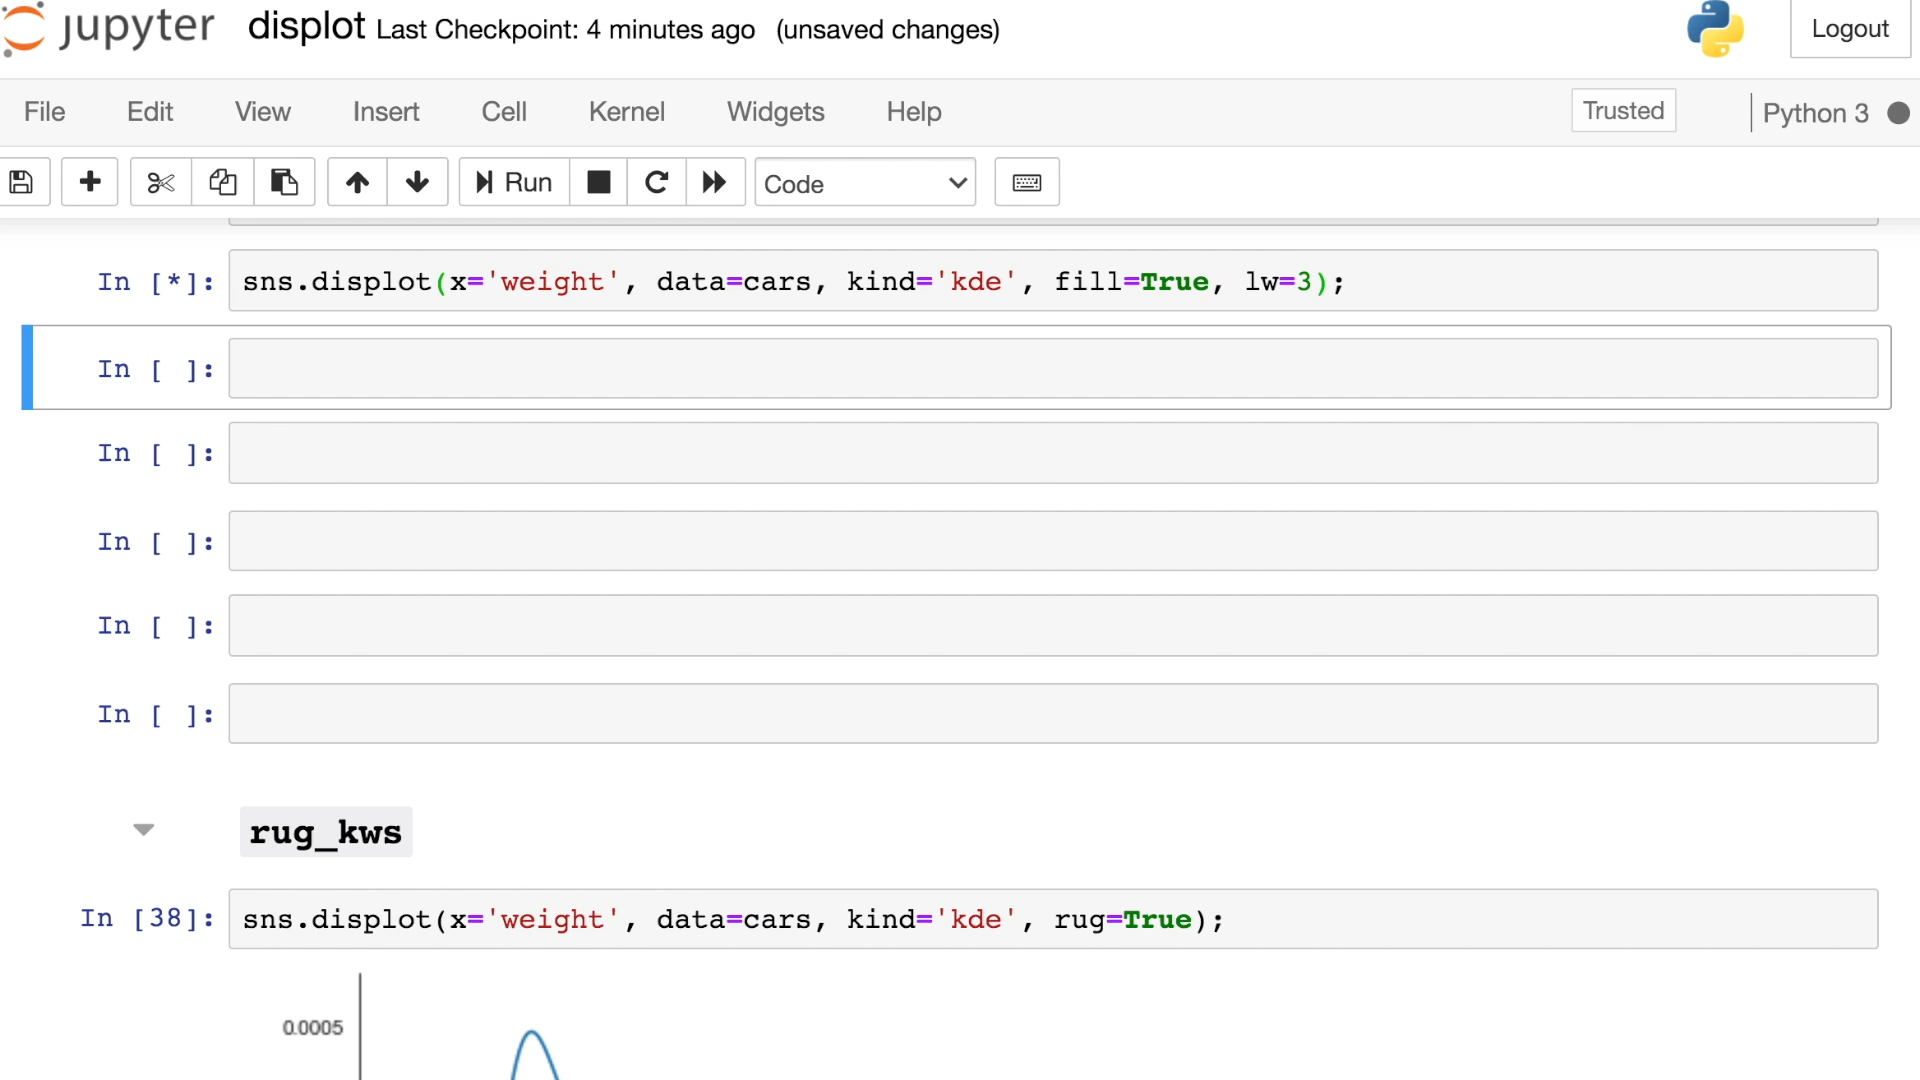 jupyter displot Last Checkpoint: 4 minutes ago (unsaved changes) Logout
File Edit View Insert Cell Kernel Widgets Help Trusted Python 3
Run Code
In [*]: sns.displot(x='weight', data=cars, kind='kde', fill=True, lw=3);
In [ ]:
In [ ]:
In [ ]:
In [ ]:
In [ ]:
rug_kws
In [38]: sns.displot(x='weight', data=cars, kind='kde', rug=True);
0.0005